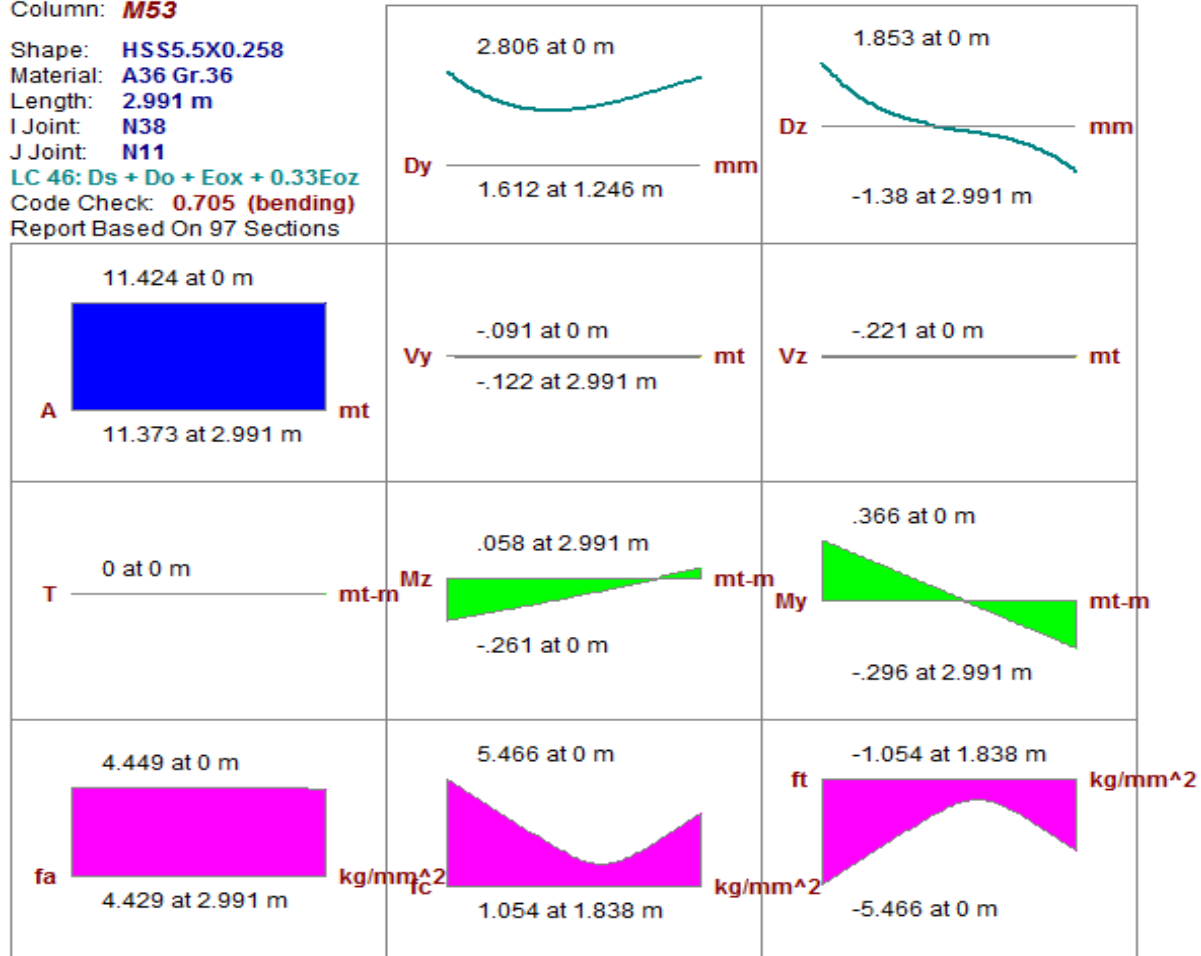 Column: M53
Shape: HSS5.5X0.258
Material: A36 Gr.36
Length: 2.991 m
I Joint: N38
J Joint: N11
LC 46: Ds + Do + Eox + 0.33Eoz
Code Check: 0.705 (bending)
Report Based On 97 Sections
2.806 at 0 m
Dy mm
1.612 at 1.246 m
1.853 at 0 m
Dz mm
-1.38 at 2.991 m
11.424 at 0 m
A mt
11.373 at 2.991 m
-.091 at 0 m
Vy mt
-.122 at 2.991 m
-.221 at 0 m
Vz mt
0 at 0 m
T mt-m
.058 at 2.991 m
Mz mt-m
-.261 at 0 m
.366 at 0 m
My mt-m
-.296 at 2.991 m
4.449 at 0 m
fa kg/mm^2
4.429 at 2.991 m
5.466 at 0 m
fc kg/mm^2
1.054 at 1.838 m
-1.054 at 1.838 m
ft kg/mm^2
-5.466 at 0 m